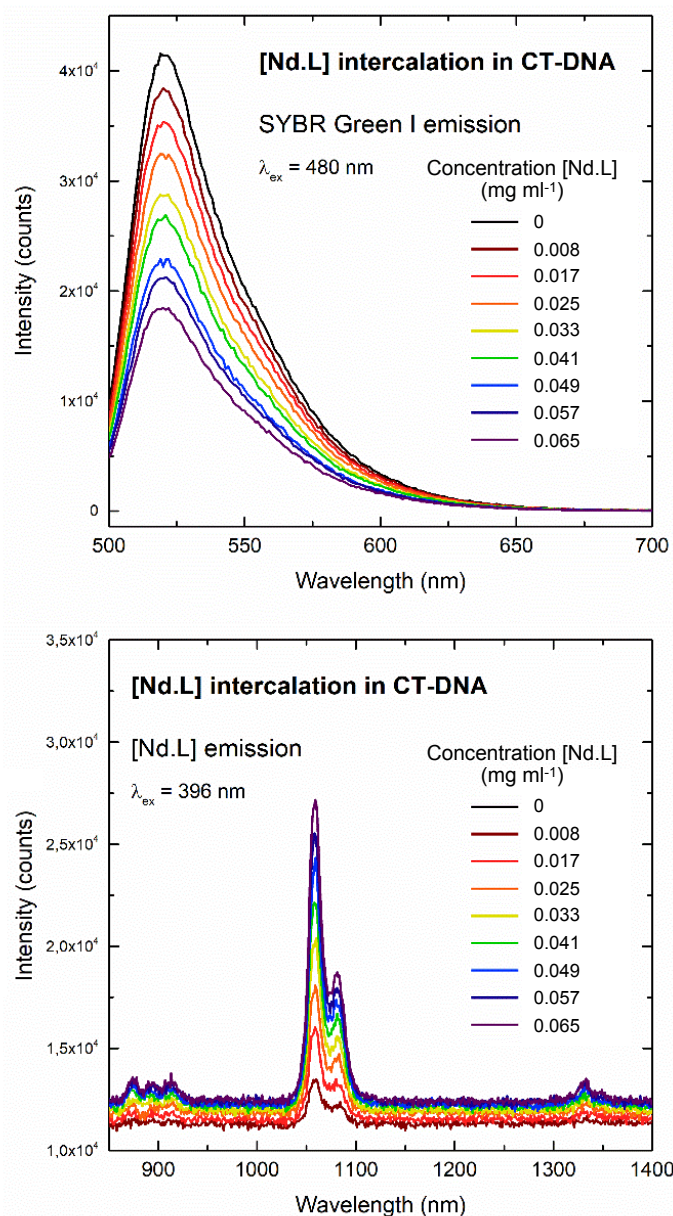 [Nd.L] intercalation in CT-DNA
SYBR Green I emission
λex = 480 nm
Concentration [Nd.L]
(mg ml-1)
0
0.008
0.017
0.025
0.033
0.041
0.049
0.057
0.065
4x10⁴
3x10⁴
2x10⁴
1x10⁴
0
Intensity (counts)
500 550 600 650 700
Wavelength (nm)
[Nd.L] intercalation in CT-DNA
[Nd.L] emission
λex = 396 nm
Concentration [Nd.L]
(mg ml-1)
0
0.008
0.017
0.025
0.033
0.041
0.049
0.057
0.065
3,5x10⁴
3,0x10⁴
2,5x10⁴
2,0x10⁴
1,5x10⁴
1,0x10⁴
Intensity (counts)
900 1000 1100 1200 1300 1400
Wavelength (nm)